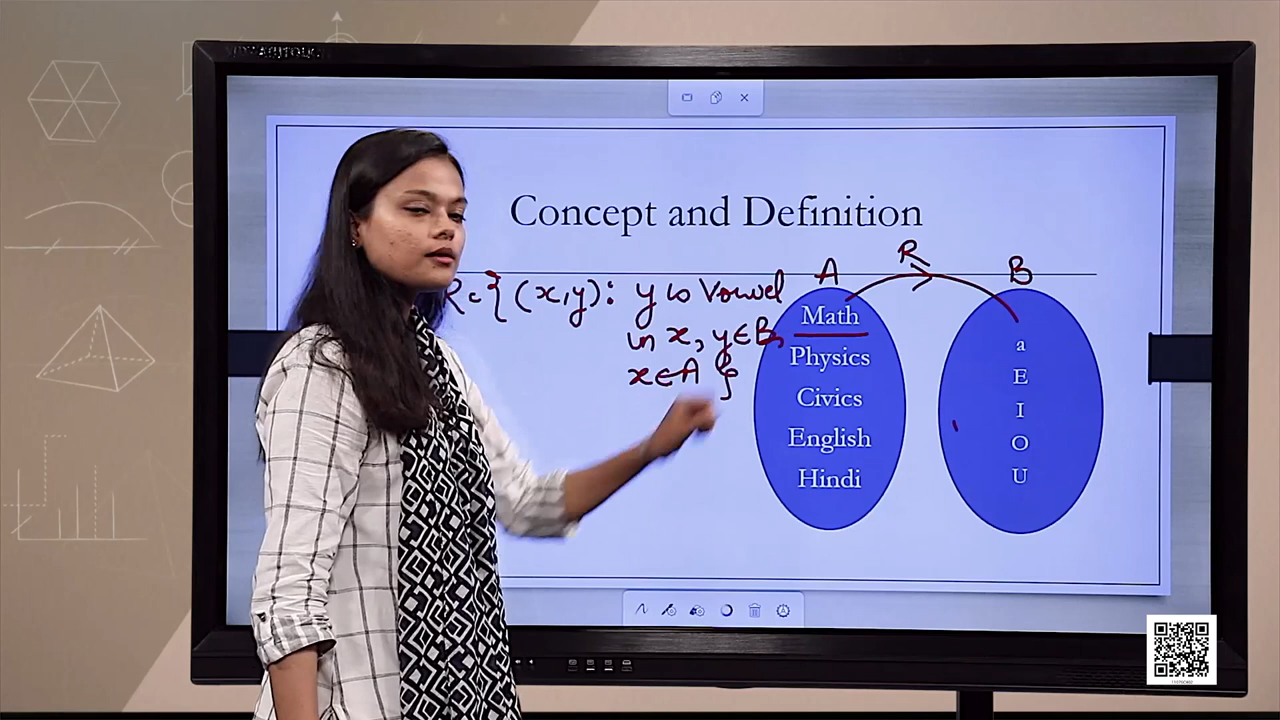 Concept and Definition
R = { (x,y): y is Vowel
in x, y ∈ B,
x ∈ A }
A
R
B
Math
Physics
Civics
English
Hindi
a
E
I
O
U